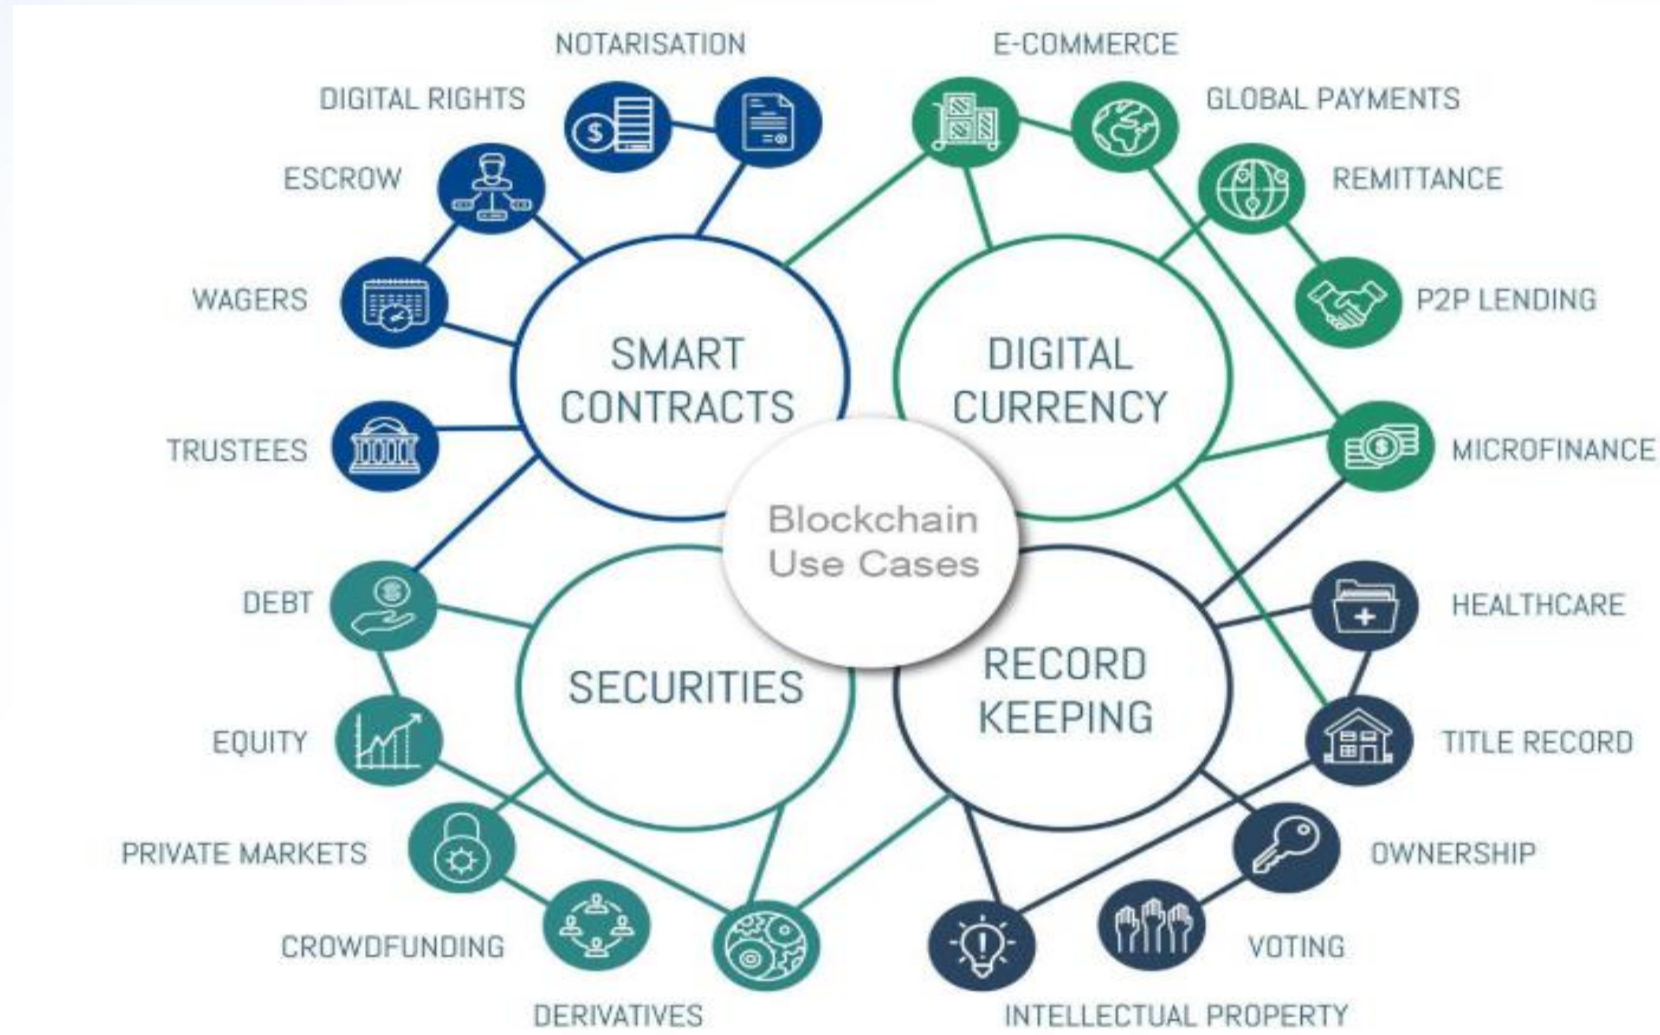 NOTARISATION
E-COMMERCE
DIGITAL RIGHTS
GLOBAL PAYMENTS
ESCROW
REMITTANCE
WAGERS
P2P LENDING
SMART
CONTRACTS
DIGITAL
CURRENCY
TRUSTEES
MICROFINANCE
Blockchain
Use Cases
DEBT
HEALTHCARE
SECURITIES
RECORD
KEEPING
EQUITY
TITLE RECORD
PRIVATE MARKETS
OWNERSHIP
CROWDFUNDING
VOTING
DERIVATIVES
INTELLECTUAL PROPERTY